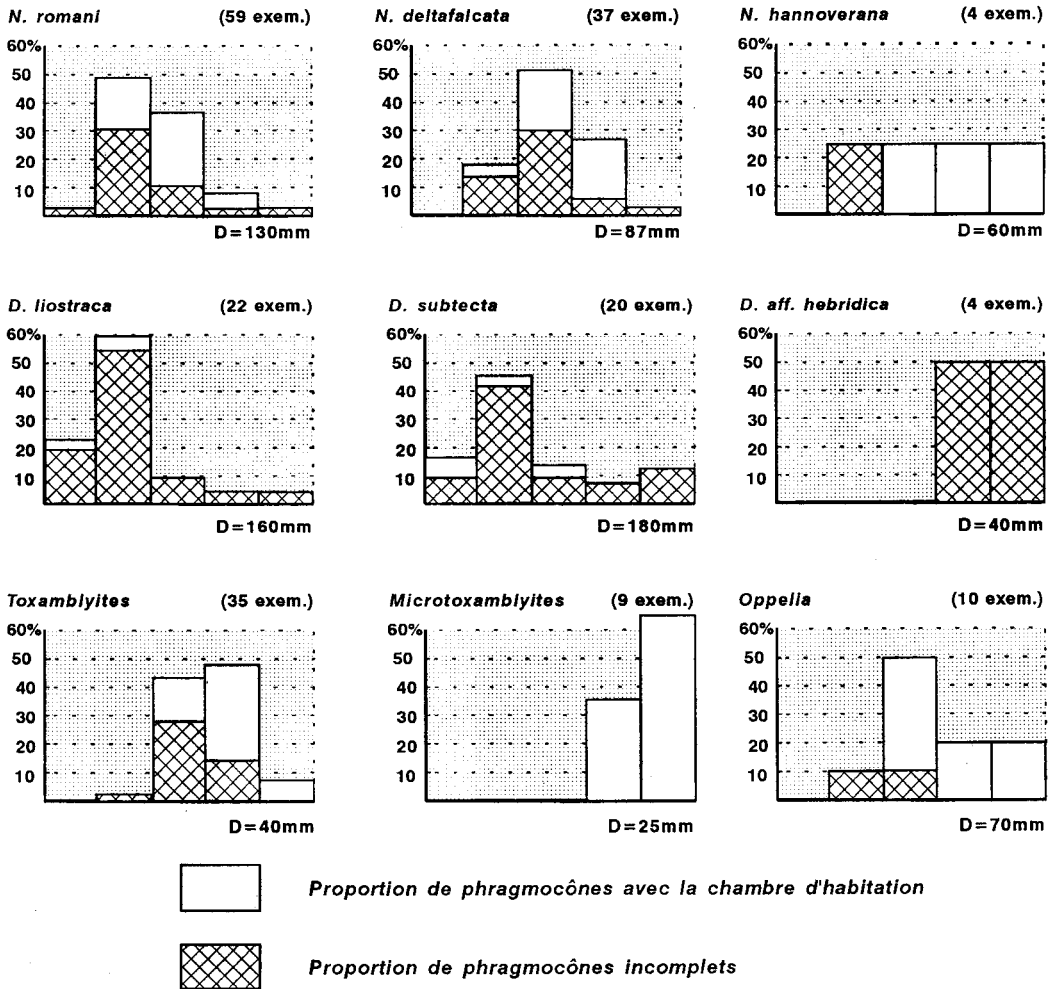 N. romani (59 exem.) N. deltafalcata (37 exem.) N. hannoverana (4 exem.)
60% 60% 60%
50 50 50
40 40 40
30 30 30
20 20 20
10 10 10
D=130mm D=87mm D=60mm
D. liostraca (22 exem.) D. subtecta (20 exem.) D. aff. hebridica (4 exem.)
60% 60% 60%
50 50 50
40 40 40
30 30 30
20 20 20
10 10 10
D=160mm D=180mm D=40mm
Toxamblyites (35 exem.) Microtoxamblyites (9 exem.) Oppelia (10 exem.)
60% 60% 60%
50 50 50
40 40 40
30 30 30
20 20 20
10 10 10
D=40mm D=25mm D=70mm
Proportion de phragmocônes avec la chambre d'habitation
Proportion de phragmocônes incomplets